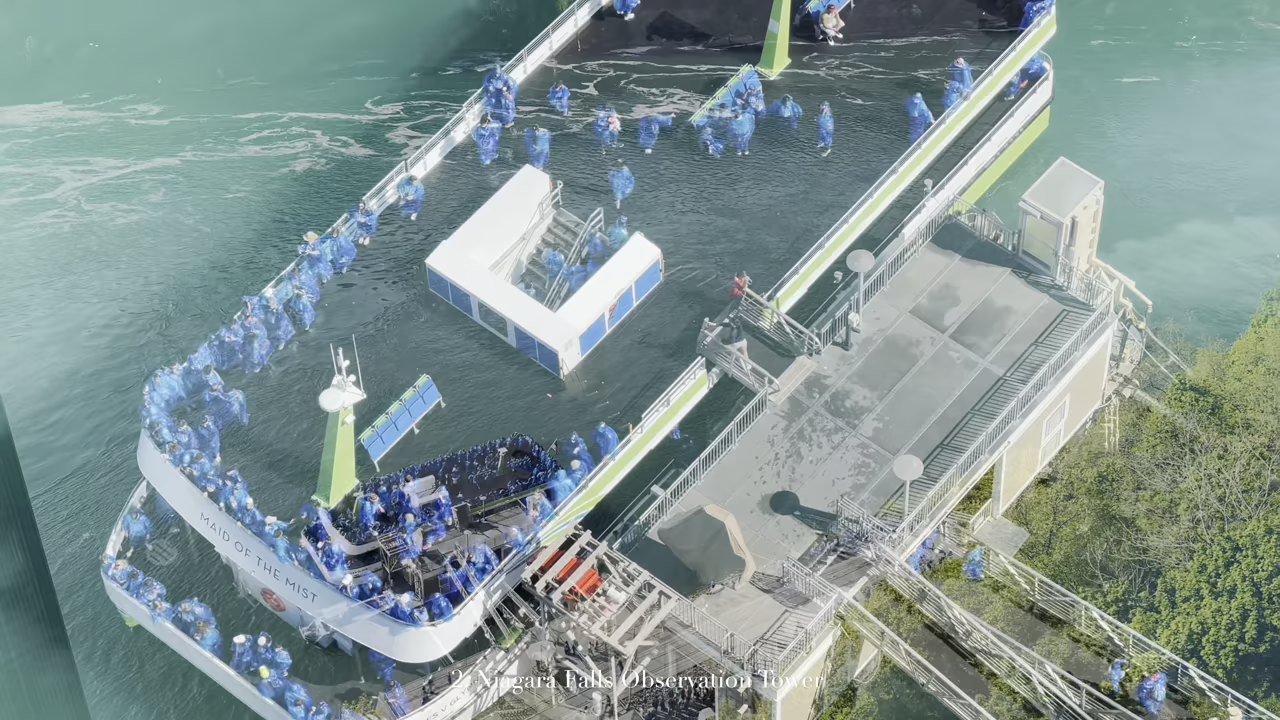 MAID OF THE MIST
2. Niagara Falls Observation Tower